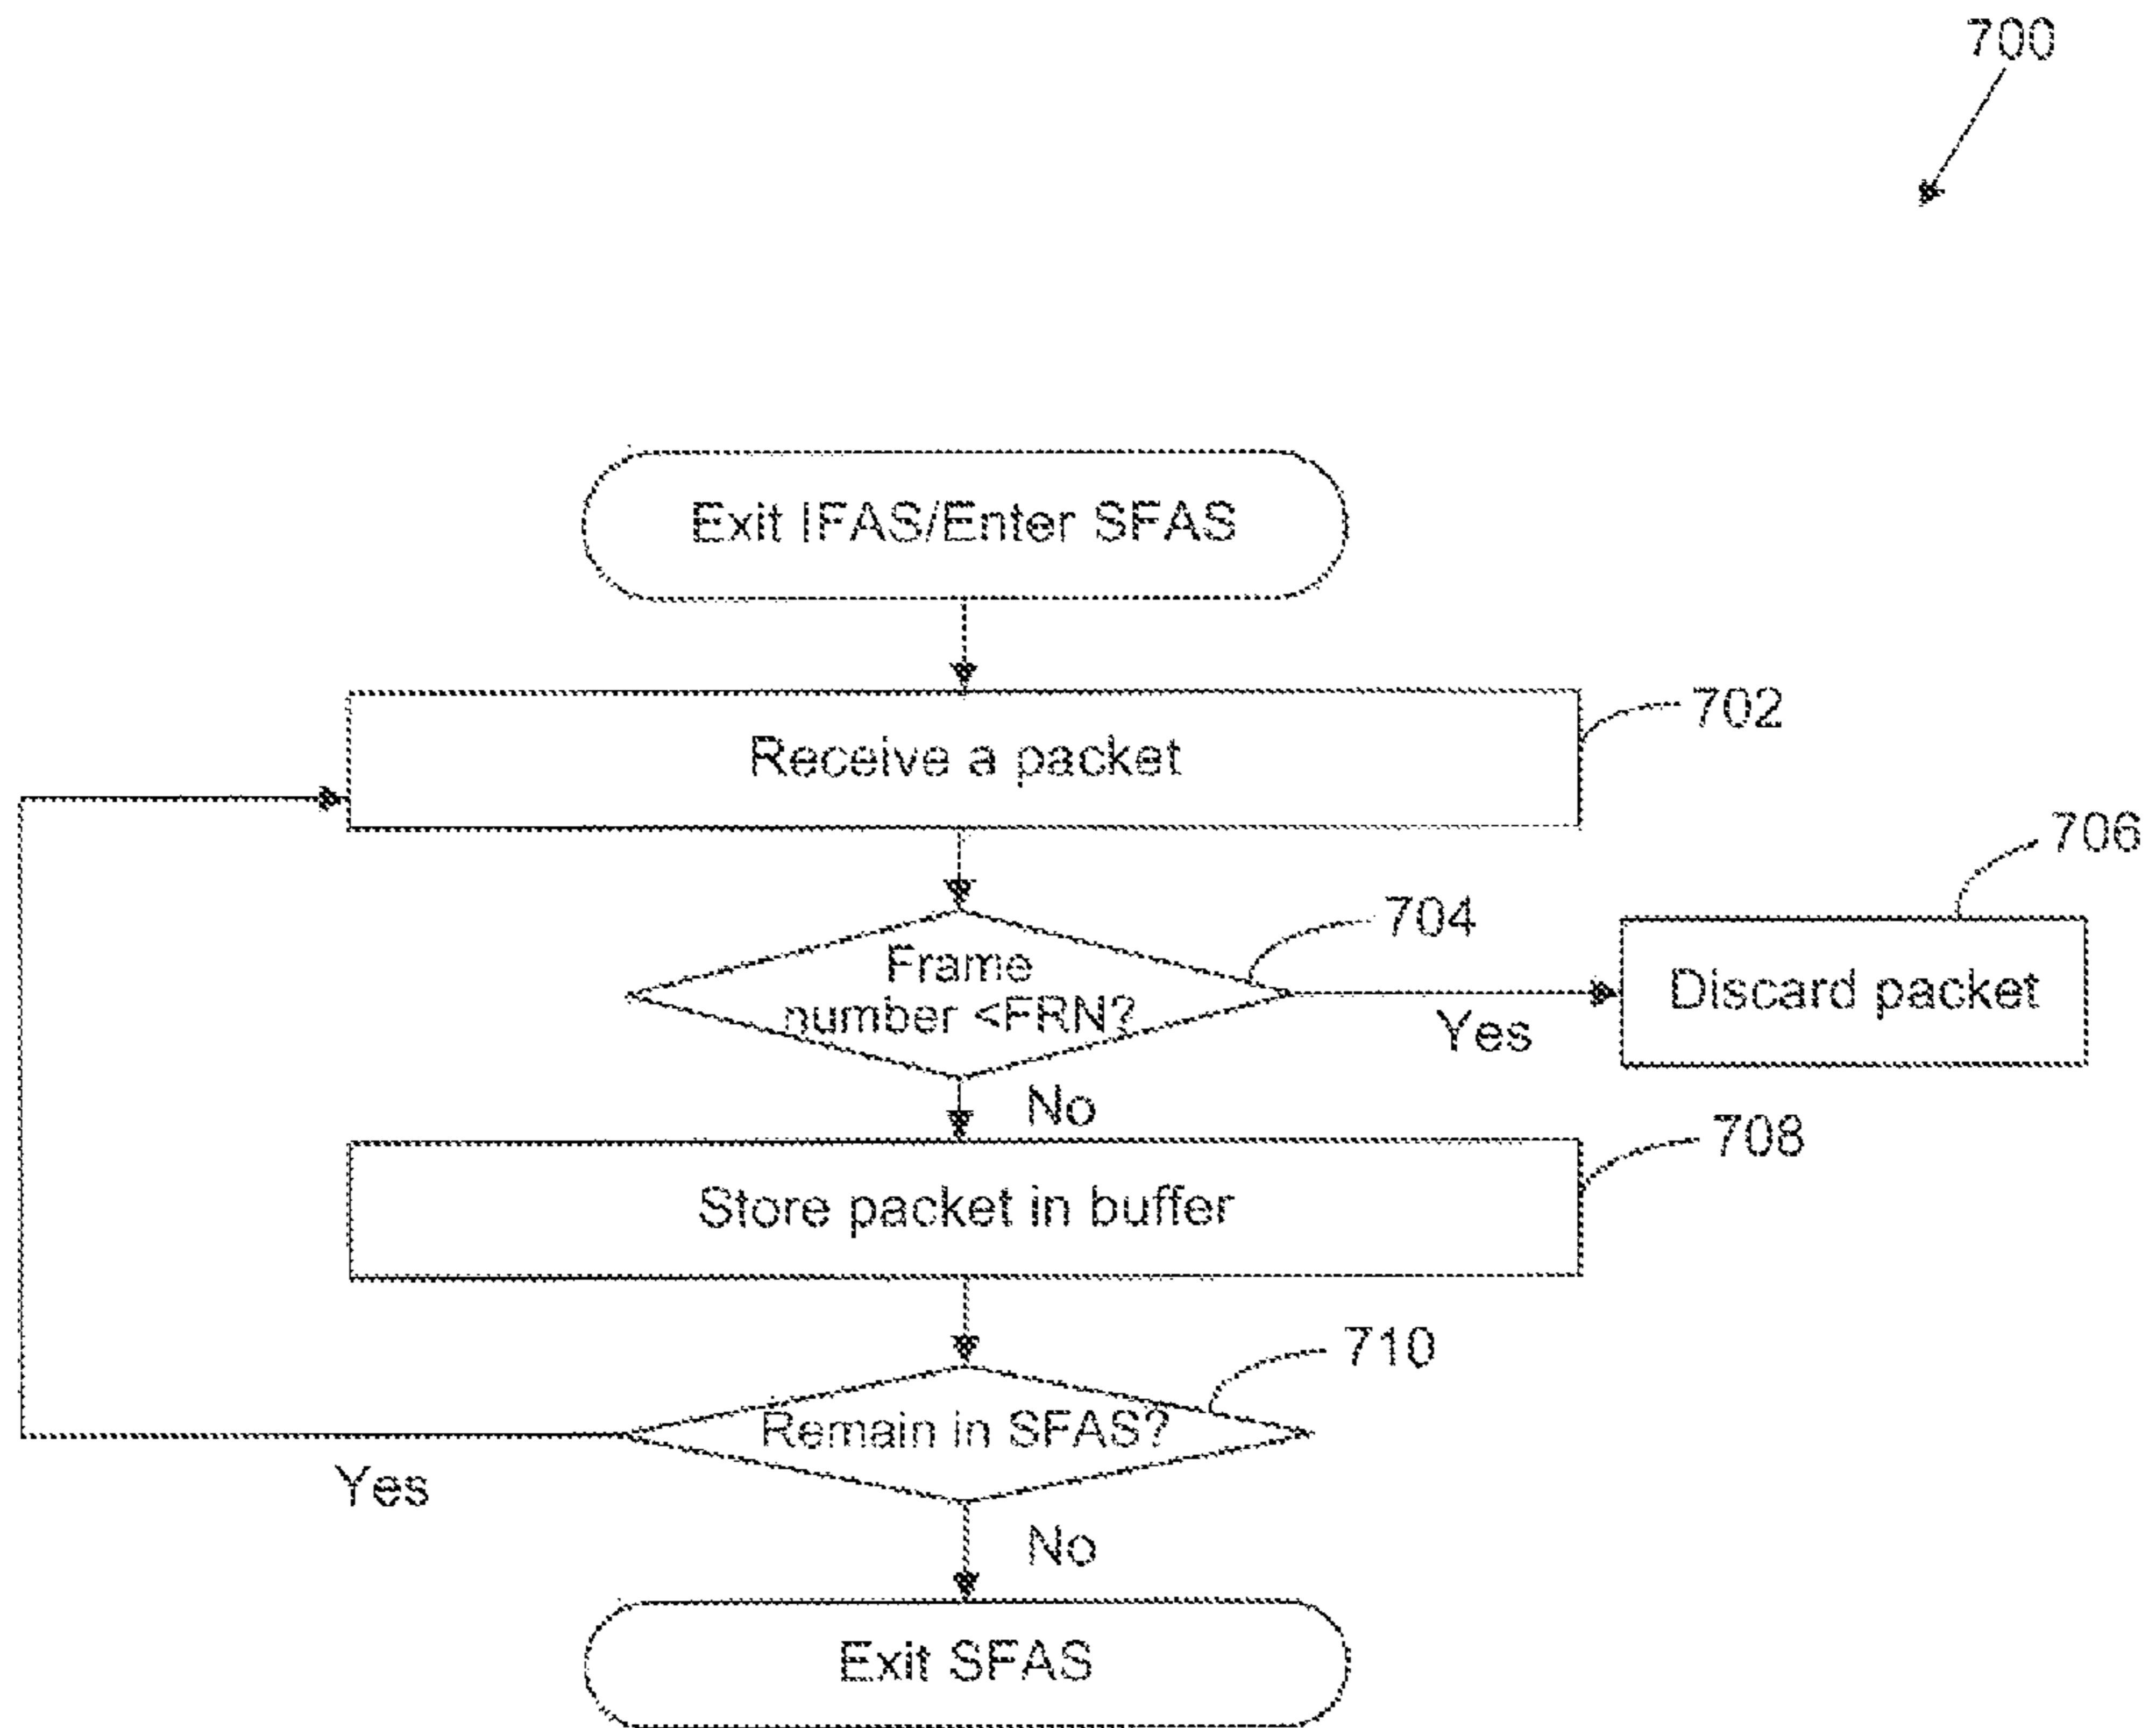 700
Exit IFAS/Enter SFAS
Receive a packet
702
706
704
Frame
number <FRN?
Yes
Discard packet
No
708
Store packet in buffer
710
Remain in SFAS?
Yes
No
Exit SFAS